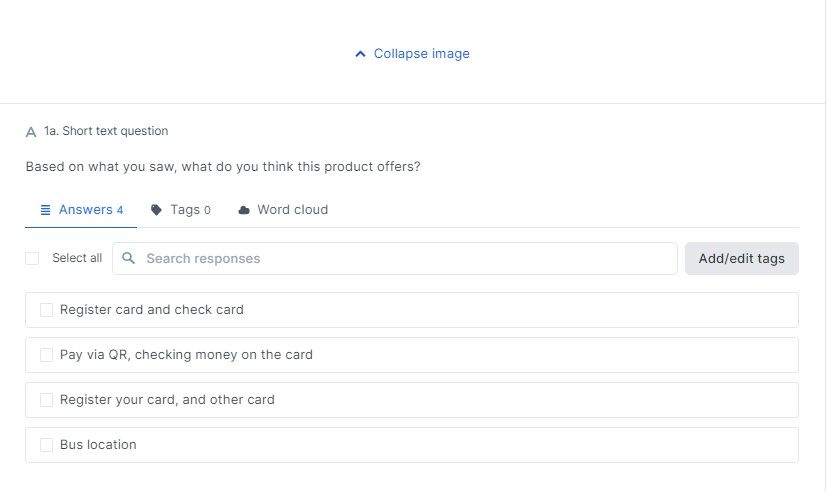 Collapse image
1a. Short text question
Based on what you saw, what do you think this product offers?
Answers 4 Tags 0 Word cloud
Select all Search responses Add/edit tags
Register card and check card
Pay via QR, checking money on the card
Register your card, and other card
Bus location